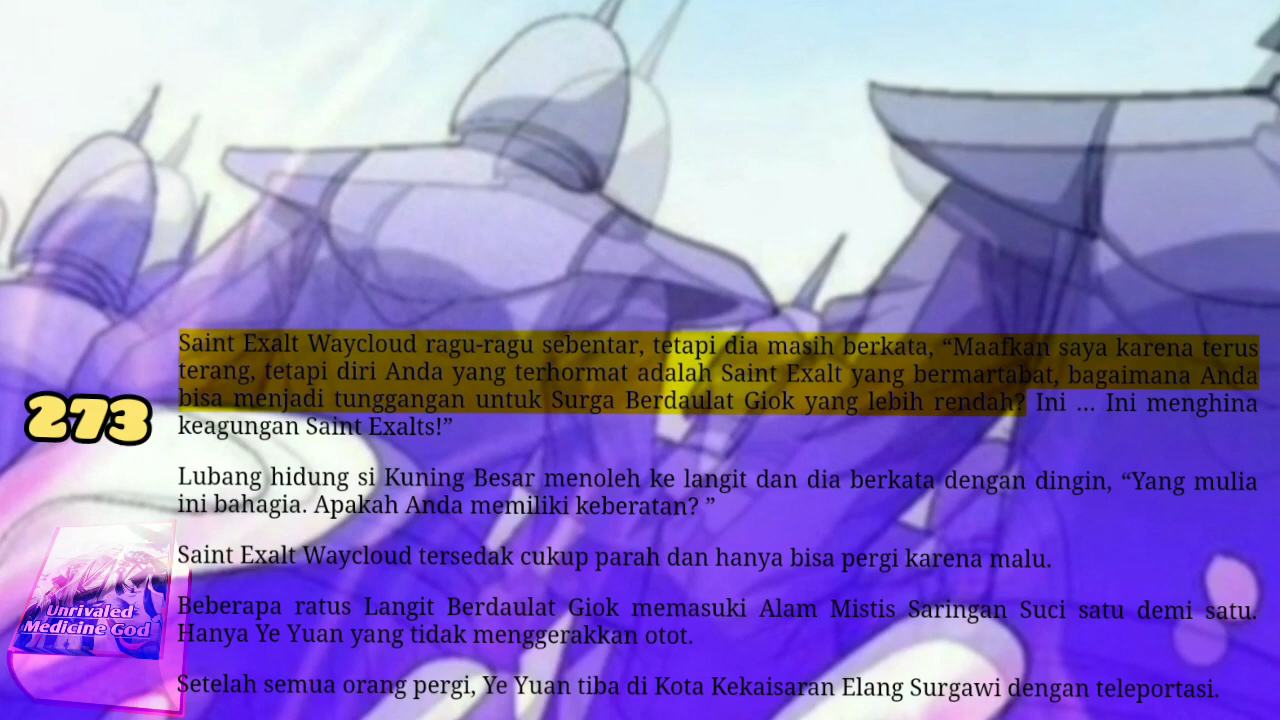 Saint Exalt Waycloud ragu-ragu sebentar, tetapi dia masih berkata, “Maafkan saya karena terus
terang, tetapi diri Anda yang terhormat adalah Saint Exalt yang bermartabat, bagaimana Anda
bisa menjadi tunggangan untuk Surga Berdaulat Giok yang lebih rendah? Ini ... Ini menghina
keagungan Saint Exalts!”
273
Lubang hidung si Kuning Besar menoleh ke langit dan dia berkata dengan dingin, “Yang mulia
ini bahagia. Apakah Anda memiliki keberatan? ”
Saint Exalt Waycloud tersedak cukup parah dan hanya bisa pergi karena malu.
Beberapa ratus Langit Berdaulat Giok memasuki Alam Mistis Saringan Suci satu demi satu.
Hanya Ye Yuan yang tidak menggerakkan otot.
Unrivaled
Medicine God
Setelah semua orang pergi, Ye Yuan tiba di Kota Kekaisaran Elang Surgawi dengan teleportasi.